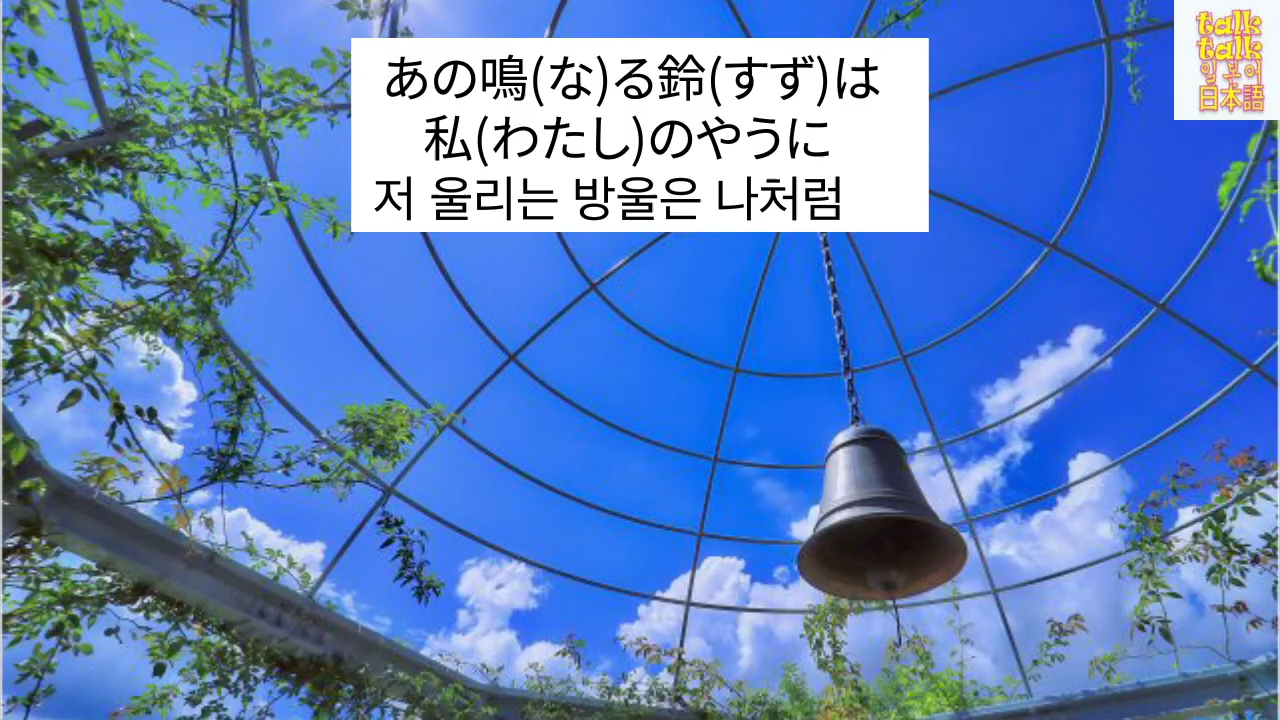 あの鳴(な)る鈴(すず)は
私(わたし)のやうに
저 울리는 방울은 나처럼
talk
talk
일본어
日本語